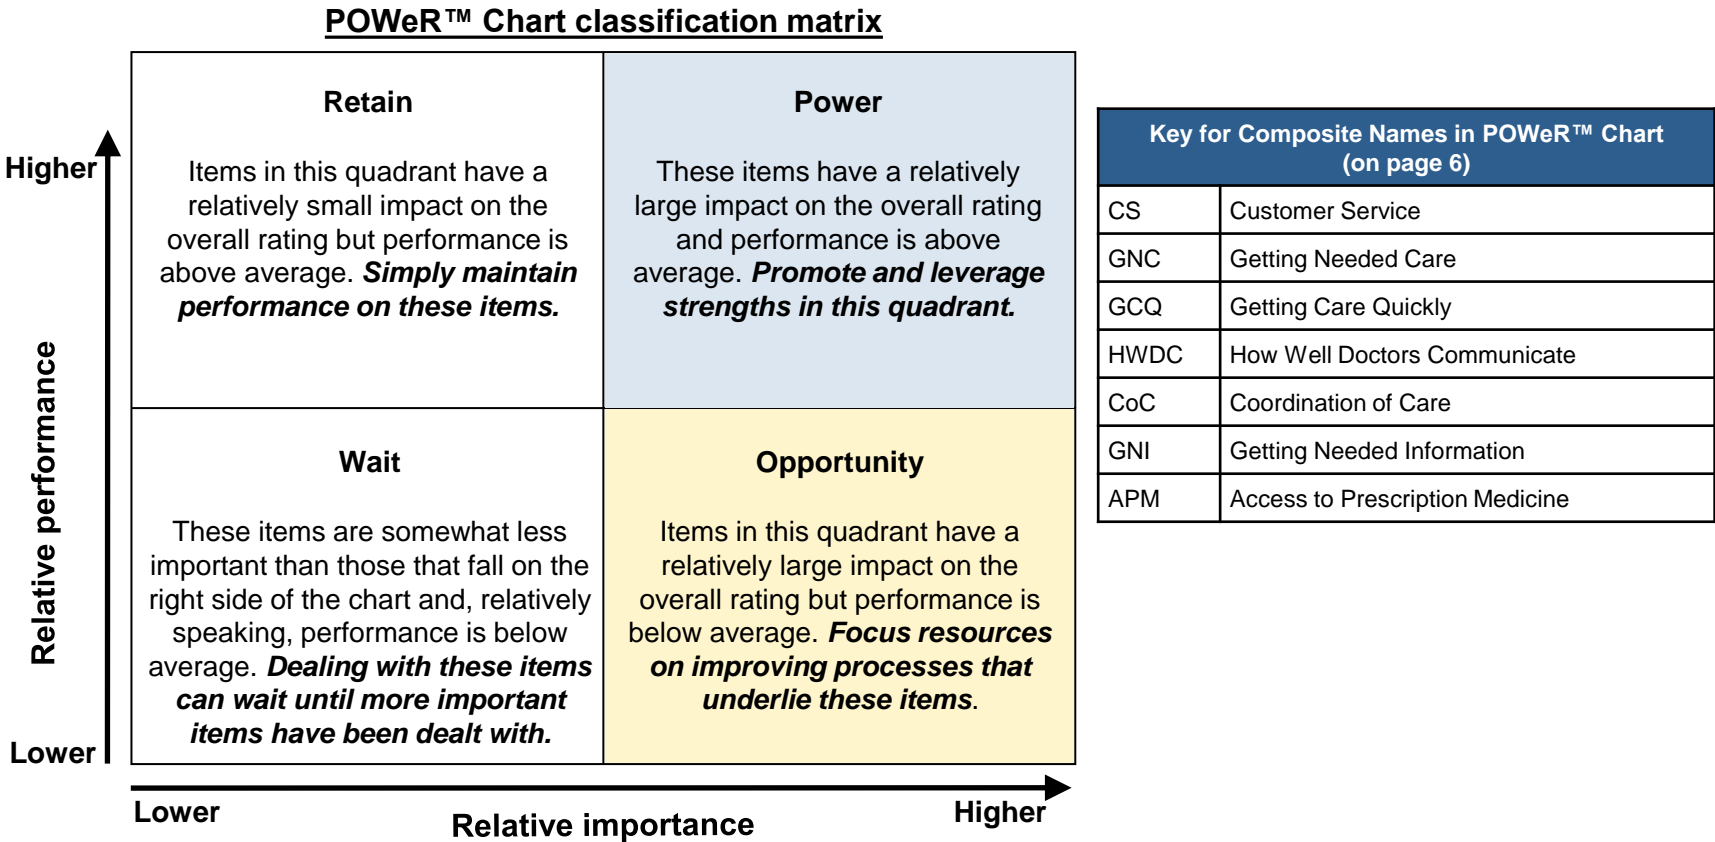 POWeR™ Chart classification matrix
Higher
Relative performance
Lower
Retain
Items in this quadrant have a
relatively small impact on the
overall rating but performance is
above average. Simply maintain
performance on these items.
Power
These items have a relatively
large impact on the overall rating
and performance is above
average. Promote and leverage
strengths in this quadrant.
Wait
These items are somewhat less
important than those that fall on the
right side of the chart and, relatively
speaking, performance is below
average. Dealing with these items
can wait until more important
items have been dealt with.
Opportunity
Items in this quadrant have a
relatively large impact on the
overall rating but performance is
below average. Focus resources
on improving processes that
underlie these items.
Lower
Relative importance
Higher
Key for Composite Names in POWeR™ Chart
(on page 6)
CS Customer Service
GNC Getting Needed Care
GCQ Getting Care Quickly
HWDC How Well Doctors Communicate
CoC Coordination of Care
GNI Getting Needed Information
APM Access to Prescription Medicine